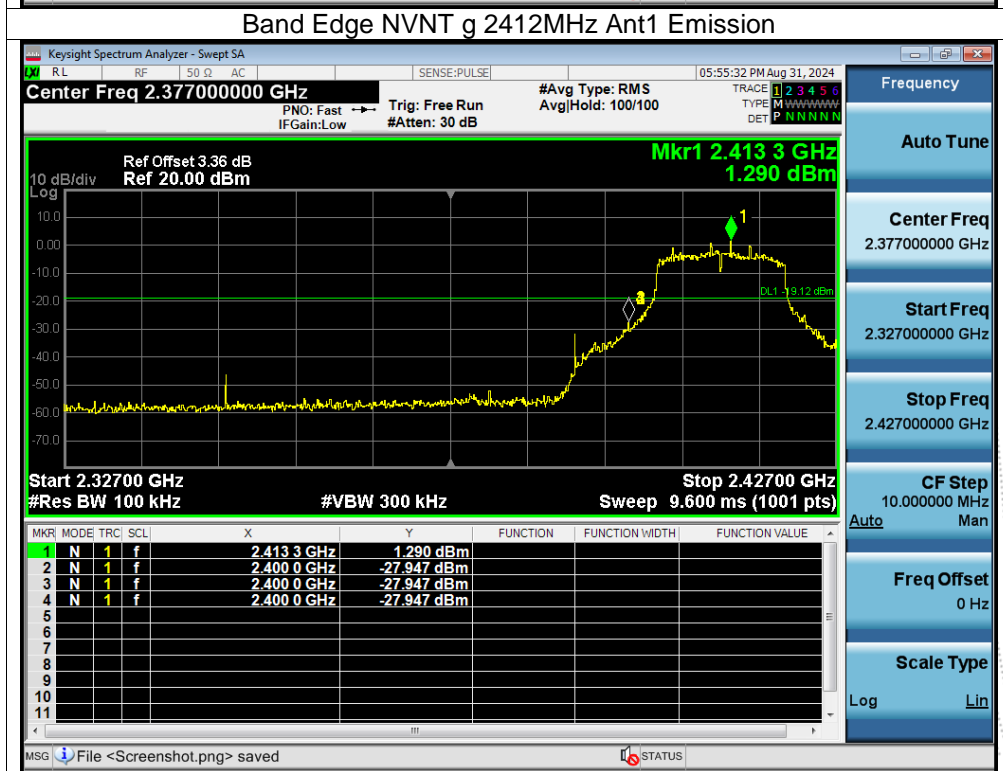 Band Edge NVNT g 2412MHz Ant1 Emission
Keysight Spectrum Analyzer - Swept SA
LXI RL RF 50 Ω AC SENSE:PULSE 05:55:32 PM Aug 31, 2024
Center Freq 2.377000000 GHz #Avg Type: RMS TRACE 1 2 3 4 5 6
PNO: Fast Trig: Free Run Avg|Hold: 100/100 TYPE M WWWWW
IFGain:Low #Atten: 30 dB DET P N N N N N
Frequency
Auto Tune
Center Freq
2.377000000 GHz
Start Freq
2.327000000 GHz
Stop Freq
2.427000000 GHz
CF Step
10.000000 MHz
Auto Man
Freq Offset
0 Hz
Scale Type
Log Lin
Mkr1 2.413 3 GHz
1.290 dBm
Ref Offset 3.36 dB
10 dB/div Ref 20.00 dBm
Log
10.0
0.00
-10.0
-20.0
-30.0
-40.0
-50.0
-60.0
-70.0
1
DL1 -19.12 dBm
Start 2.32700 GHz Stop 2.42700 GHz
#Res BW 100 kHz #VBW 300 kHz Sweep 9.600 ms (1001 pts)
MKR MODE TRC SCL X Y FUNCTION FUNCTION WIDTH FUNCTION VALUE
1 N 1 f 2.413 3 GHz 1.290 dBm
2 N 1 f 2.400 0 GHz -27.947 dBm
3 N 1 f 2.400 0 GHz -27.947 dBm
4 N 1 f 2.400 0 GHz -27.947 dBm
5
6
7
8
9
10
11
MSG File <Screenshot.png> saved STATUS